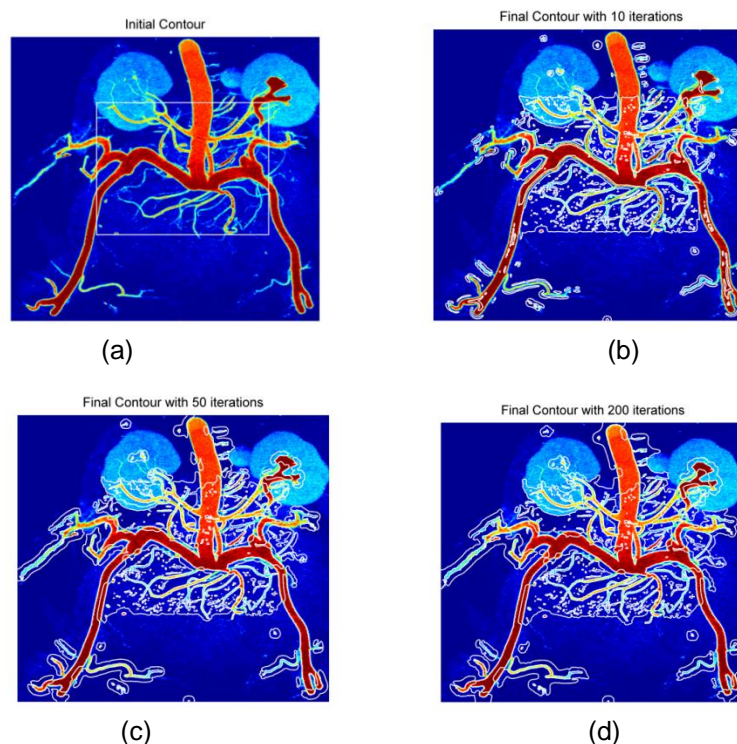 Initial Contour
Final Contour with 10 iterations
(a)
(b)
Final Contour with 50 iterations
Final Contour with 200 iterations
(c)
(d)